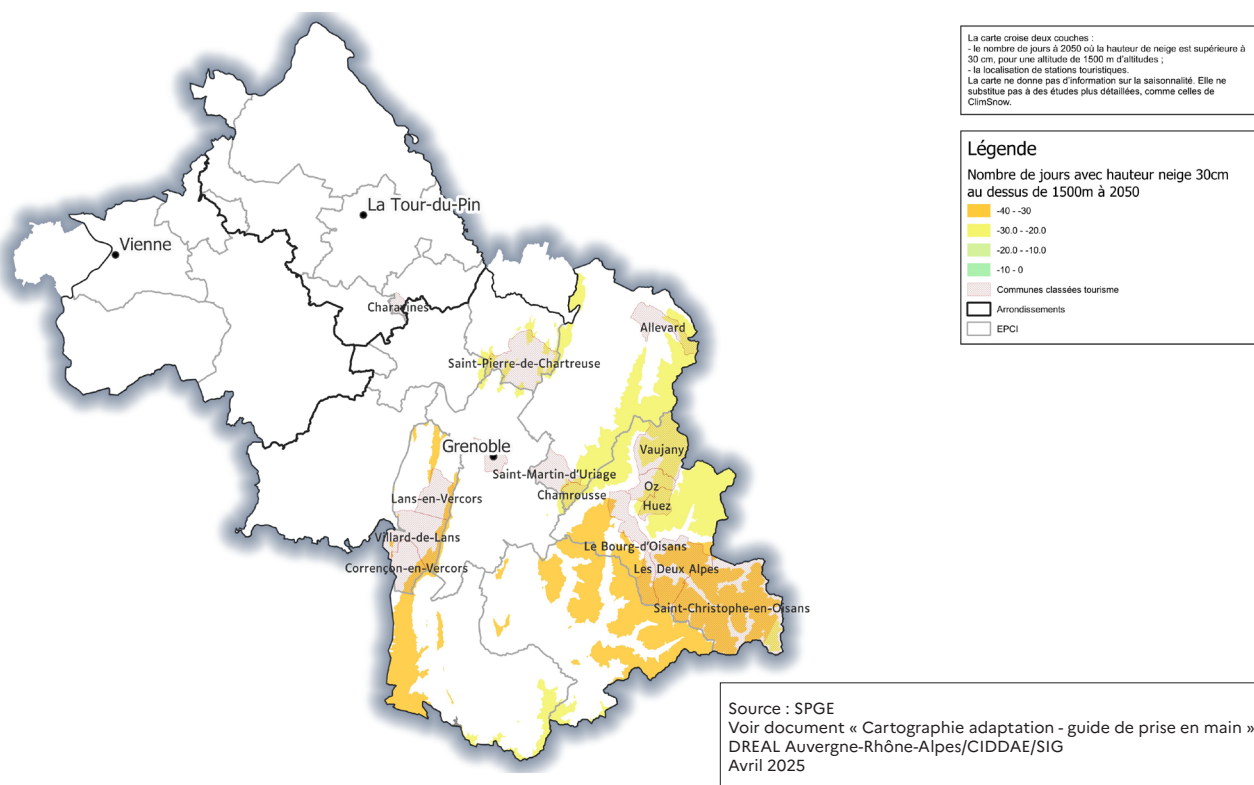 La carte croise deux couches :
- le nombre de jours à 2050 où la hauteur de neige est supérieure à
30 cm, pour une altitude de 1500 m d'altitudes ;
- la localisation de stations touristiques.
La carte ne donne pas d'information sur la saisonnalité. Elle ne
substitue pas à des études plus détaillées, comme celles de
ClimSnow.
Légende
Nombre de jours avec hauteur neige 30cm
au dessus de 1500m à 2050
-40 - -30
-30.0 - -20.0
-20.0 - -10.0
-10 - 0
Communes classées tourisme
Arrondissements
EPCI
La Tour-du-Pin
Vienne
Charavines
Allevard
Saint-Pierre-de-Chartreuse
Grenoble
Vaujany
Saint-Martin-d'Uriage
Oz
Chamrousse
Lans-en-Vercors
Huez
Villard-de-Lans
Le Bourg-d'Oisans
Corrençon-en-Vercors
Les Deux Alpes
Saint-Christophe-en-Oisans
Source : SPGE
Voir document « Cartographie adaptation - guide de prise en main »
DREAL Auvergne-Rhône-Alpes/CIDDAE/SIG
Avril 2025